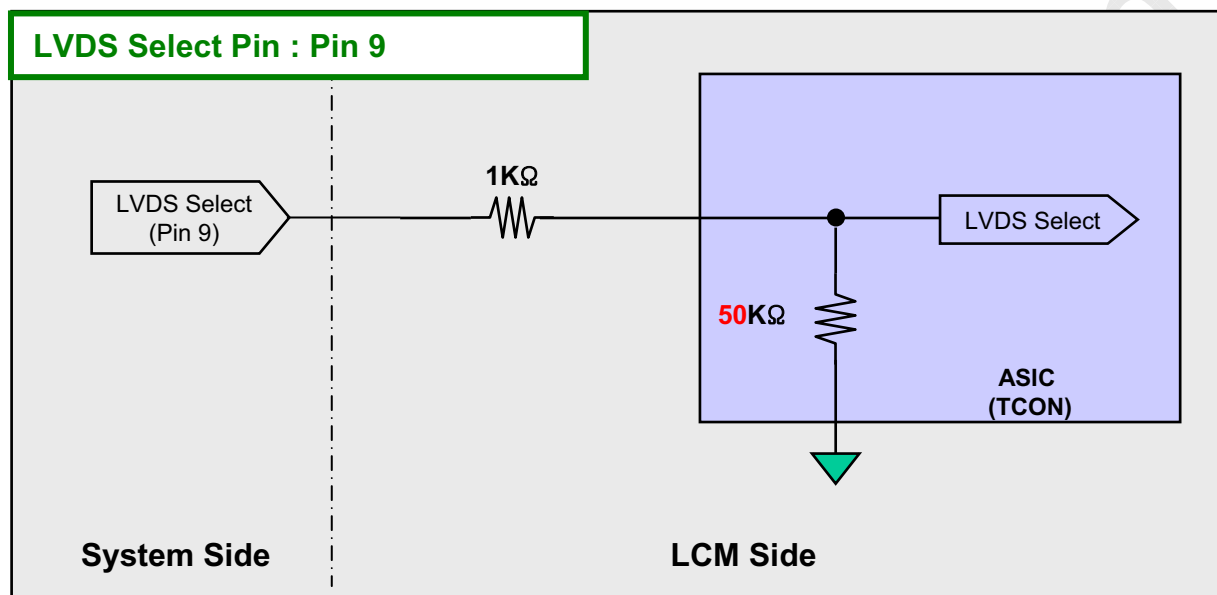 LVDS Select Pin : Pin 9
1KΩ
LVDS Select
(Pin 9)
LVDS Select
50KΩ
ASIC
(TCON)
System Side
LCM Side